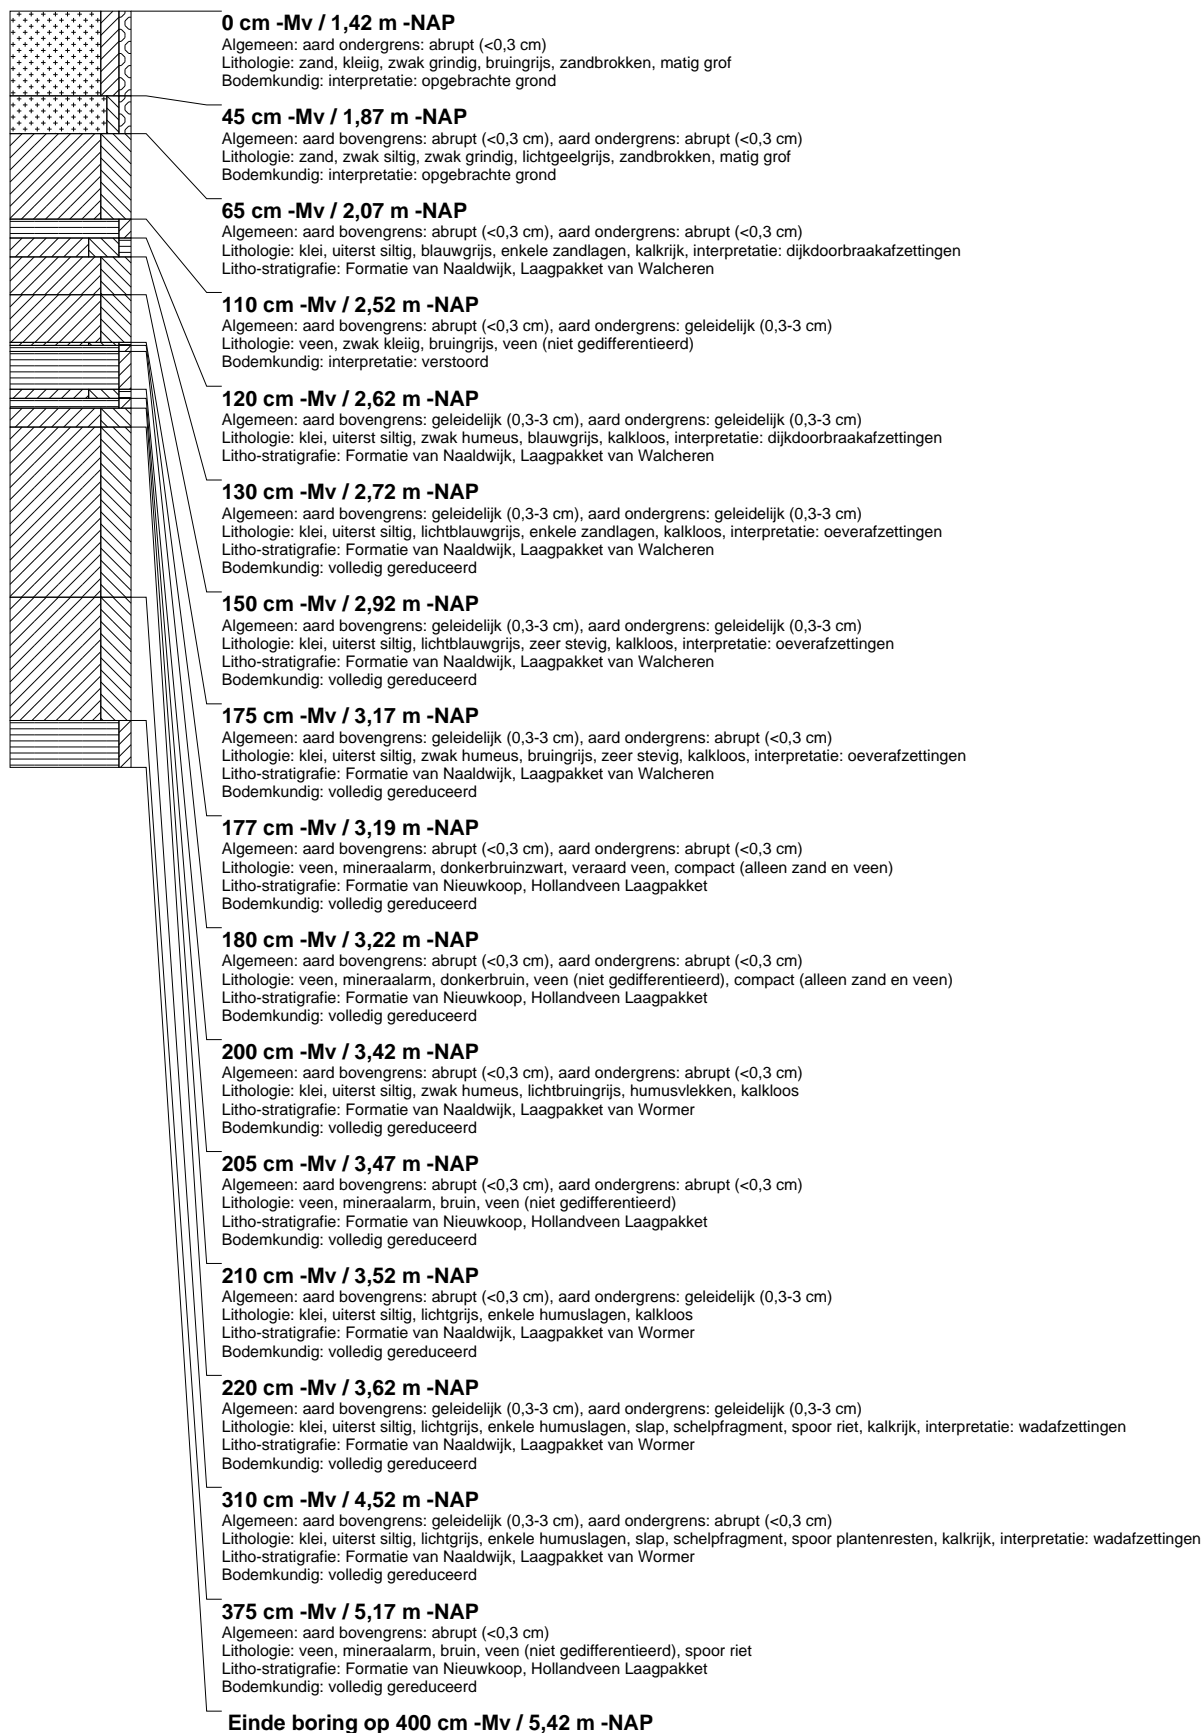 0 cm -Mv / 1,42 m -NAP
Algemeen: aard ondergrens: abrupt (<0,3 cm)
Lithologie: zand, kleiig, zwak grindig, bruingrijs, zandbrokken, matig grof
Bodemkundig: interpretatie: opgebrachte grond
45 cm -Mv / 1,87 m -NAP
Algemeen: aard bovengrens: abrupt (<0,3 cm), aard ondergrens: abrupt (<0,3 cm)
Lithologie: zand, zwak siltig, zwak grindig, lichtgeelgrijs, zandbrokken, matig grof
Bodemkundig: interpretatie: opgebrachte grond
65 cm -Mv / 2,07 m -NAP
Algemeen: aard bovengrens: abrupt (<0,3 cm), aard ondergrens: abrupt (<0,3 cm)
Lithologie: klei, uiterst siltig, blauwgrijs, enkele zandlagen, kalkrijk, interpretatie: dijkdoorbraakafzettingen
Litho-stratigrafie: Formatie van Naaldwijk, Laagpakket van Walcheren
110 cm -Mv / 2,52 m -NAP
Algemeen: aard bovengrens: abrupt (<0,3 cm), aard ondergrens: geleidelijk (0,3-3 cm)
Lithologie: veen, zwak kleiig, bruingrijs, veen (niet gedifferentieerd)
Bodemkundig: interpretatie: verstoord
120 cm -Mv / 2,62 m -NAP
Algemeen: aard bovengrens: geleidelijk (0,3-3 cm), aard ondergrens: geleidelijk (0,3-3 cm)
Lithologie: klei, uiterst siltig, zwak humeus, blauwgrijs, kalkloos, interpretatie: dijkdoorbraakafzettingen
Litho-stratigrafie: Formatie van Naaldwijk, Laagpakket van Walcheren
130 cm -Mv / 2,72 m -NAP
Algemeen: aard bovengrens: geleidelijk (0,3-3 cm), aard ondergrens: geleidelijk (0,3-3 cm)
Lithologie: klei, uiterst siltig, lichtblauwgrijs, enkele zandlagen, kalkloos, interpretatie: oeverafzettingen
Litho-stratigrafie: Formatie van Naaldwijk, Laagpakket van Walcheren
Bodemkundig: volledig gereduceerd
150 cm -Mv / 2,92 m -NAP
Algemeen: aard bovengrens: geleidelijk (0,3-3 cm), aard ondergrens: geleidelijk (0,3-3 cm)
Lithologie: klei, uiterst siltig, lichtblauwgrijs, zeer stevig, kalkloos, interpretatie: oeverafzettingen
Litho-stratigrafie: Formatie van Naaldwijk, Laagpakket van Walcheren
Bodemkundig: volledig gereduceerd
175 cm -Mv / 3,17 m -NAP
Algemeen: aard bovengrens: geleidelijk (0,3-3 cm), aard ondergrens: abrupt (<0,3 cm)
Lithologie: klei, uiterst siltig, zwak humeus, bruingrijs, zeer stevig, kalkloos, interpretatie: oeverafzettingen
Litho-stratigrafie: Formatie van Naaldwijk, Laagpakket van Walcheren
Bodemkundig: volledig gereduceerd
177 cm -Mv / 3,19 m -NAP
Algemeen: aard bovengrens: abrupt (<0,3 cm), aard ondergrens: abrupt (<0,3 cm)
Lithologie: veen, mineraalarm, donkerbruinzwart, veraard veen, compact (alleen zand en veen)
Litho-stratigrafie: Formatie van Nieuwkoop, Hollandveen Laagpakket
Bodemkundig: volledig gereduceerd
180 cm -Mv / 3,22 m -NAP
Algemeen: aard bovengrens: abrupt (<0,3 cm), aard ondergrens: abrupt (<0,3 cm)
Lithologie: veen, mineraalarm, donkerbruin, veen (niet gedifferentieerd), compact (alleen zand en veen)
Litho-stratigrafie: Formatie van Nieuwkoop, Hollandveen Laagpakket
Bodemkundig: volledig gereduceerd
200 cm -Mv / 3,42 m -NAP
Algemeen: aard bovengrens: abrupt (<0,3 cm), aard ondergrens: abrupt (<0,3 cm)
Lithologie: klei, uiterst siltig, zwak humeus, lichtbruingrijs, humusvlekken, kalkloos
Litho-stratigrafie: Formatie van Naaldwijk, Laagpakket van Wormer
Bodemkundig: volledig gereduceerd
205 cm -Mv / 3,47 m -NAP
Algemeen: aard bovengrens: abrupt (<0,3 cm), aard ondergrens: abrupt (<0,3 cm)
Lithologie: veen, mineraalarm, bruin, veen (niet gedifferentieerd)
Litho-stratigrafie: Formatie van Nieuwkoop, Hollandveen Laagpakket
Bodemkundig: volledig gereduceerd
210 cm -Mv / 3,52 m -NAP
Algemeen: aard bovengrens: abrupt (<0,3 cm), aard ondergrens: geleidelijk (0,3-3 cm)
Lithologie: klei, uiterst siltig, lichtgrijs, enkele humuslagen, kalkloos
Litho-stratigrafie: Formatie van Naaldwijk, Laagpakket van Wormer
Bodemkundig: volledig gereduceerd
220 cm -Mv / 3,62 m -NAP
Algemeen: aard bovengrens: geleidelijk (0,3-3 cm), aard ondergrens: geleidelijk (0,3-3 cm)
Lithologie: klei, uiterst siltig, lichtgrijs, enkele humuslagen, slap, schelpfragment, spoor riet, kalkrijk, interpretatie: wadafzettingen
Litho-stratigrafie: Formatie van Naaldwijk, Laagpakket van Wormer
Bodemkundig: volledig gereduceerd
310 cm -Mv / 4,52 m -NAP
Algemeen: aard bovengrens: geleidelijk (0,3-3 cm), aard ondergrens: abrupt (<0,3 cm)
Lithologie: klei, uiterst siltig, lichtgrijs, enkele humuslagen, slap, schelpfragment, spoor plantenresten, kalkrijk, interpretatie: wadafzettingen
Litho-stratigrafie: Formatie van Naaldwijk, Laagpakket van Wormer
Bodemkundig: volledig gereduceerd
375 cm -Mv / 5,17 m -NAP
Algemeen: aard bovengrens: abrupt (<0,3 cm)
Lithologie: veen, mineraalarm, bruin, veen (niet gedifferentieerd), spoor riet
Litho-stratigrafie: Formatie van Nieuwkoop, Hollandveen Laagpakket
Bodemkundig: volledig gereduceerd
Einde boring op 400 cm -Mv / 5,42 m -NAP